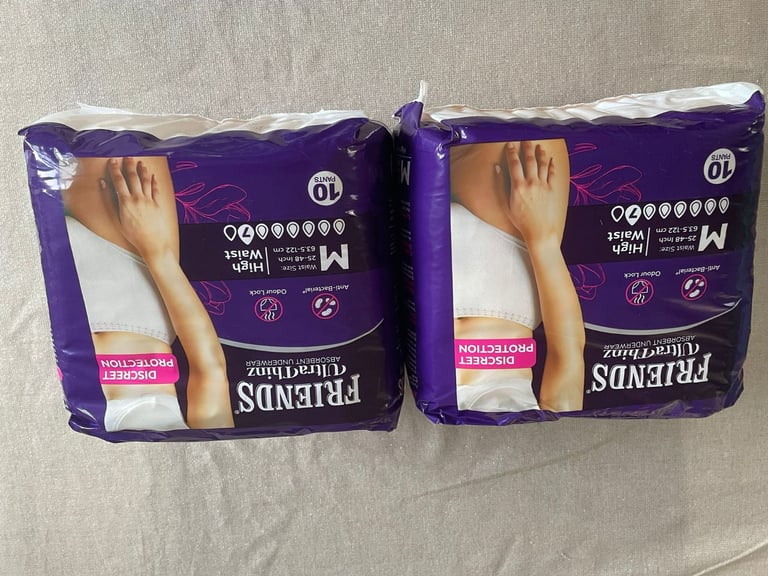 FRIENDS®
UltraThinz
ABSORBENT UNDERWEAR
DISCREET
PROTECTION
Odour Lock
Anti-Bacterial*
High
Waist
M
Waist Size:
25-48 Inch
63.5-122 cm
7
10
PANTS
FRIENDS®
UltraThinz
ABSORBENT UNDERWEAR
DISCREET
PROTECTION
Odour Lock
Anti-Bacterial*
High
Waist
M
Waist Size:
25-48 Inch
63.5-122 cm
7
10
PANTS
M